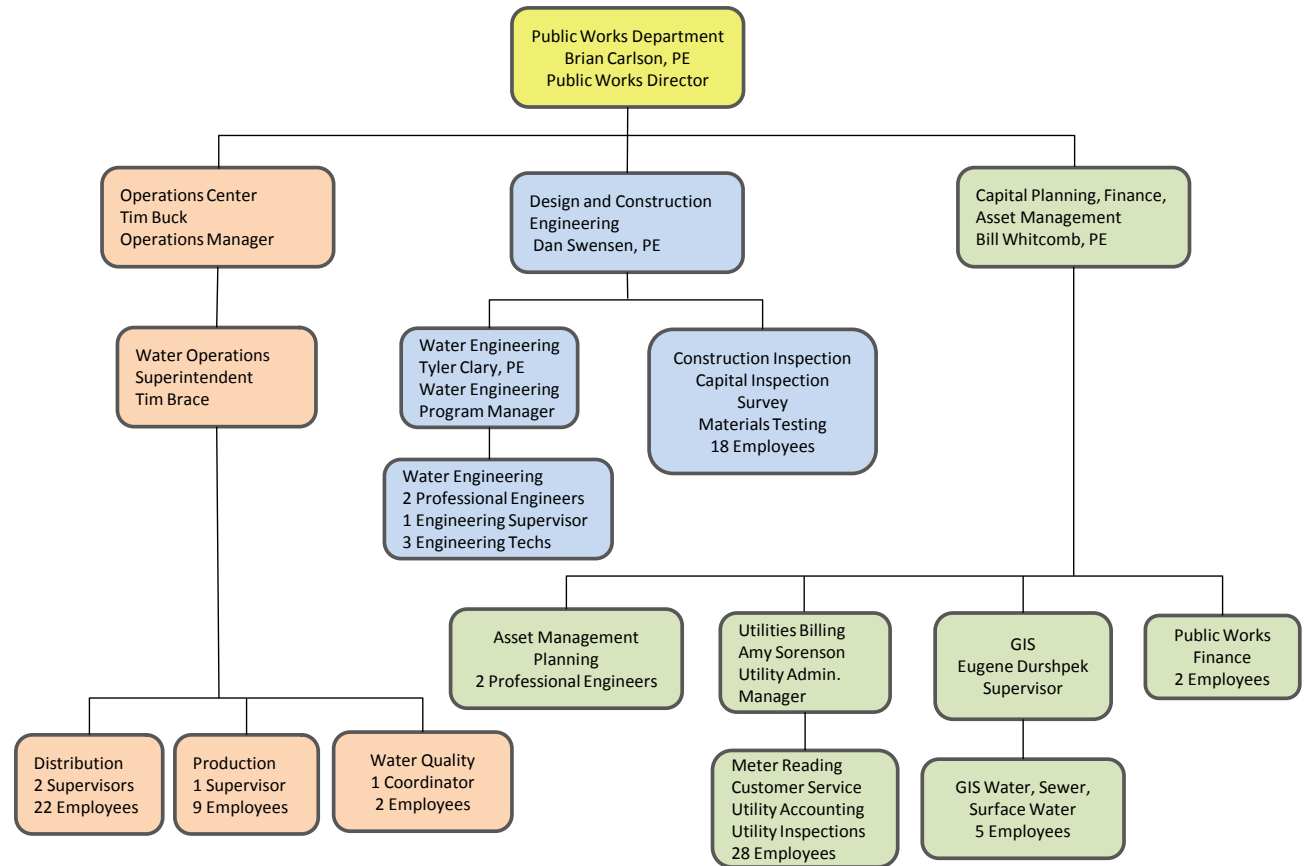 Public Works Department
Brian Carlson, PE
Public Works Director
Operations Center
Tim Buck
Operations Manager
Design and Construction
Engineering
Dan Swensen, PE
Capital Planning, Finance,
Asset Management
Bill Whitcomb, PE
Water Operations
Superintendent
Tim Brace
Water Engineering
Tyler Clary, PE
Water Engineering
Program Manager
Construction Inspection
Capital Inspection
Survey
Materials Testing
18 Employees
Water Engineering
2 Professional Engineers
1 Engineering Supervisor
3 Engineering Techs
Asset Management
Planning
2 Professional Engineers
Utilities Billing
Amy Sorenson
Utility Admin.
Manager
GIS
Eugene Durshpek
Supervisor
Public Works
Finance
2 Employees
Distribution
2 Supervisors
22 Employees
Production
1 Supervisor
9 Employees
Water Quality
1 Coordinator
2 Employees
Meter Reading
Customer Service
Utility Accounting
Utility Inspections
28 Employees
GIS Water, Sewer,
Surface Water
5 Employees